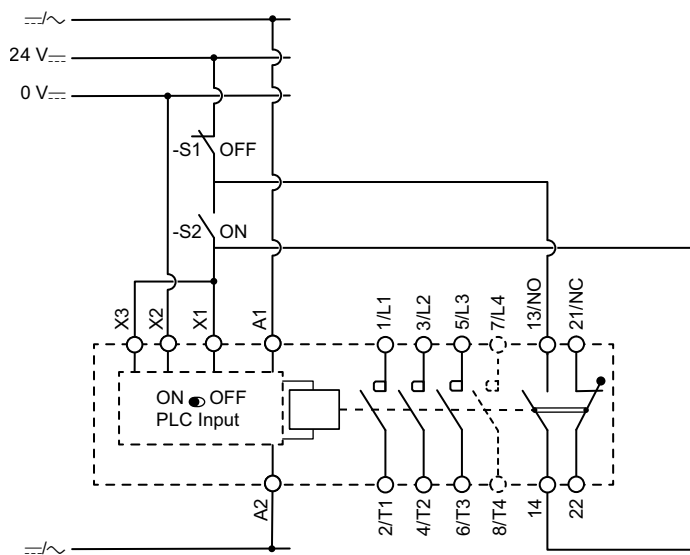 ⎓/∼
24 V⎓
0 V⎓
-S1 OFF
-S2 ON
X3 X2 X1 A1 1/L1 3/L2 5/L3 7/L4 13/NO 21/NC
ON OFF
PLC Input
A2 2/T1 4/T2 6/T3 8/T4 14 22
⎓/∼